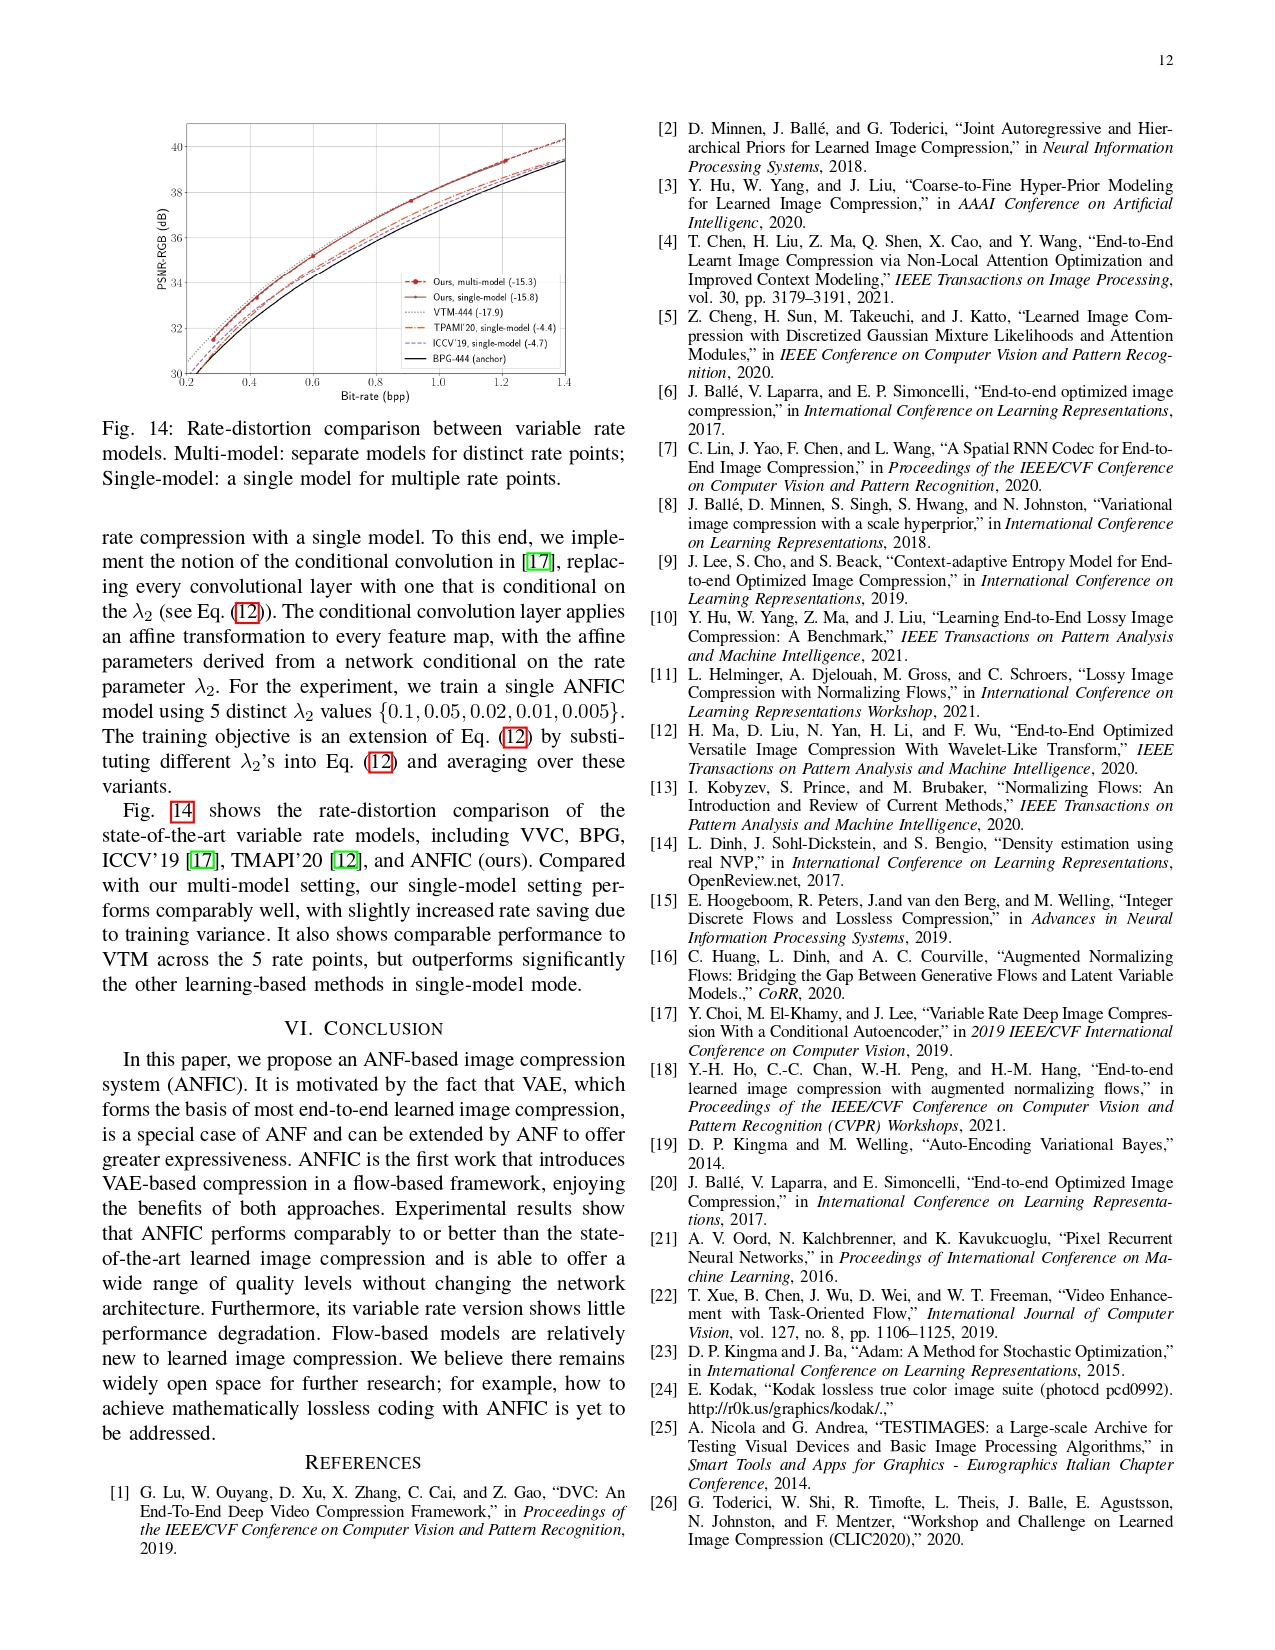 12
40
38
36
34
32
30
0.2 0.4 0.6 0.8 1.0 1.2 1.4
PSNR-RGB (dB)
Bit-rate (bpp)
Ours, multi-model (-15.3)
Ours, single-model (-15.8)
VTM-444 (-17.9)
TPAMI'20, single-model (-4.4)
ICCV'19, single-model (-4.7)
BPG-444 (anchor)
Fig. 14: Rate-distortion comparison between variable rate
models. Multi-model: separate models for distinct rate points;
Single-model: a single model for multiple rate points.
rate compression with a single model. To this end, we imple-
ment the notion of the conditional convolution in [17], replac-
ing every convolutional layer with one that is conditional on
the λ₂ (see Eq. (12)). The conditional convolution layer applies
an affine transformation to every feature map, with the affine
parameters derived from a network conditional on the rate
parameter λ₂. For the experiment, we train a single ANFIC
model using 5 distinct λ₂ values {0.1, 0.05, 0.02, 0.01, 0.005}.
The training objective is an extension of Eq. (12) by substi-
tuting different λ₂'s into Eq. (12) and averaging over these
variants.
Fig. 14 shows the rate-distortion comparison of the
state-of-the-art variable rate models, including VVC, BPG,
ICCV'19 [17], TMAPI'20 [12], and ANFIC (ours). Compared
with our multi-model setting, our single-model setting per-
forms comparably well, with slightly increased rate saving due
to training variance. It also shows comparable performance to
VTM across the 5 rate points, but outperforms significantly
the other learning-based methods in single-model mode.
VI. CONCLUSION
In this paper, we propose an ANF-based image compression
system (ANFIC). It is motivated by the fact that VAE, which
forms the basis of most end-to-end learned image compression,
is a special case of ANF and can be extended by ANF to offer
greater expressiveness. ANFIC is the first work that introduces
VAE-based compression in a flow-based framework, enjoying
the benefits of both approaches. Experimental results show
that ANFIC performs comparably to or better than the state-
of-the-art learned image compression and is able to offer a
wide range of quality levels without changing the network
architecture. Furthermore, its variable rate version shows little
performance degradation. Flow-based models are relatively
new to learned image compression. We believe there remains
widely open space for further research; for example, how to
achieve mathematically lossless coding with ANFIC is yet to
be addressed.
REFERENCES
[1] G. Lu, W. Ouyang, D. Xu, X. Zhang, C. Cai, and Z. Gao, “DVC: An
End-To-End Deep Video Compression Framework,” in Proceedings of
the IEEE/CVF Conference on Computer Vision and Pattern Recognition,
2019.
[2] D. Minnen, J. Ballé, and G. Toderici, “Joint Autoregressive and Hier-
archical Priors for Learned Image Compression,” in Neural Information
Processing Systems, 2018.
[3] Y. Hu, W. Yang, and J. Liu, “Coarse-to-Fine Hyper-Prior Modeling
for Learned Image Compression,” in AAAI Conference on Artificial
Intelligenc, 2020.
[4] T. Chen, H. Liu, Z. Ma, Q. Shen, X. Cao, and Y. Wang, “End-to-End
Learnt Image Compression via Non-Local Attention Optimization and
Improved Context Modeling,” IEEE Transactions on Image Processing,
vol. 30, pp. 3179–3191, 2021.
[5] Z. Cheng, H. Sun, M. Takeuchi, and J. Katto, “Learned Image Com-
pression with Discretized Gaussian Mixture Likelihoods and Attention
Modules,” in IEEE Conference on Computer Vision and Pattern Recog-
nition, 2020.
[6] J. Ballé, V. Laparra, and E. P. Simoncelli, “End-to-end optimized image
compression,” in International Conference on Learning Representations,
2017.
[7] C. Lin, J. Yao, F. Chen, and L. Wang, “A Spatial RNN Codec for End-to-
End Image Compression,” in Proceedings of the IEEE/CVF Conference
on Computer Vision and Pattern Recognition, 2020.
[8] J. Ballé, D. Minnen, S. Singh, S. Hwang, and N. Johnston, “Variational
image compression with a scale hyperprior,” in International Conference
on Learning Representations, 2018.
[9] J. Lee, S. Cho, and S. Beack, “Context-adaptive Entropy Model for End-
to-end Optimized Image Compression,” in International Conference on
Learning Representations, 2019.
[10] Y. Hu, W. Yang, Z. Ma, and J. Liu, “Learning End-to-End Lossy Image
Compression: A Benchmark,” IEEE Transactions on Pattern Analysis
and Machine Intelligence, 2021.
[11] L. Helminger, A. Djelouah, M. Gross, and C. Schroers, “Lossy Image
Compression with Normalizing Flows,” in International Conference on
Learning Representations Workshop, 2021.
[12] H. Ma, D. Liu, N. Yan, H. Li, and F. Wu, “End-to-End Optimized
Versatile Image Compression With Wavelet-Like Transform,” IEEE
Transactions on Pattern Analysis and Machine Intelligence, 2020.
[13] I. Kobyzev, S. Prince, and M. Brubaker, “Normalizing Flows: An
Introduction and Review of Current Methods,” IEEE Transactions on
Pattern Analysis and Machine Intelligence, 2020.
[14] L. Dinh, J. Sohl-Dickstein, and S. Bengio, “Density estimation using
real NVP,” in International Conference on Learning Representations,
OpenReview.net, 2017.
[15] E. Hoogeboom, R. Peters, J.and van den Berg, and M. Welling, “Integer
Discrete Flows and Lossless Compression,” in Advances in Neural
Information Processing Systems, 2019.
[16] C. Huang, L. Dinh, and A. C. Courville, “Augmented Normalizing
Flows: Bridging the Gap Between Generative Flows and Latent Variable
Models.,” CoRR, 2020.
[17] Y. Choi, M. El-Khamy, and J. Lee, “Variable Rate Deep Image Compres-
sion With a Conditional Autoencoder,” in 2019 IEEE/CVF International
Conference on Computer Vision, 2019.
[18] Y.-H. Ho, C.-C. Chan, W.-H. Peng, and H.-M. Hang, “End-to-end
learned image compression with augmented normalizing flows,” in
Proceedings of the IEEE/CVF Conference on Computer Vision and
Pattern Recognition (CVPR) Workshops, 2021.
[19] D. P. Kingma and M. Welling, “Auto-Encoding Variational Bayes,”
2014.
[20] J. Ballé, V. Laparra, and E. Simoncelli, “End-to-end Optimized Image
Compression,” in International Conference on Learning Representa-
tions, 2017.
[21] A. V. Oord, N. Kalchbrenner, and K. Kavukcuoglu, “Pixel Recurrent
Neural Networks,” in Proceedings of International Conference on Ma-
chine Learning, 2016.
[22] T. Xue, B. Chen, J. Wu, D. Wei, and W. T. Freeman, “Video Enhance-
ment with Task-Oriented Flow,” International Journal of Computer
Vision, vol. 127, no. 8, pp. 1106–1125, 2019.
[23] D. P. Kingma and J. Ba, “Adam: A Method for Stochastic Optimization,”
in International Conference on Learning Representations, 2015.
[24] E. Kodak, “Kodak lossless true color image suite (photocd pcd0992).
http://r0k.us/graphics/kodak/.,”
[25] A. Nicola and G. Andrea, “TESTIMAGES: a Large-scale Archive for
Testing Visual Devices and Basic Image Processing Algorithms,” in
Smart Tools and Apps for Graphics - Eurographics Italian Chapter
Conference, 2014.
[26] G. Toderici, W. Shi, R. Timofte, L. Theis, J. Balle, E. Agustsson,
N. Johnston, and F. Mentzer, “Workshop and Challenge on Learned
Image Compression (CLIC2020),” 2020.